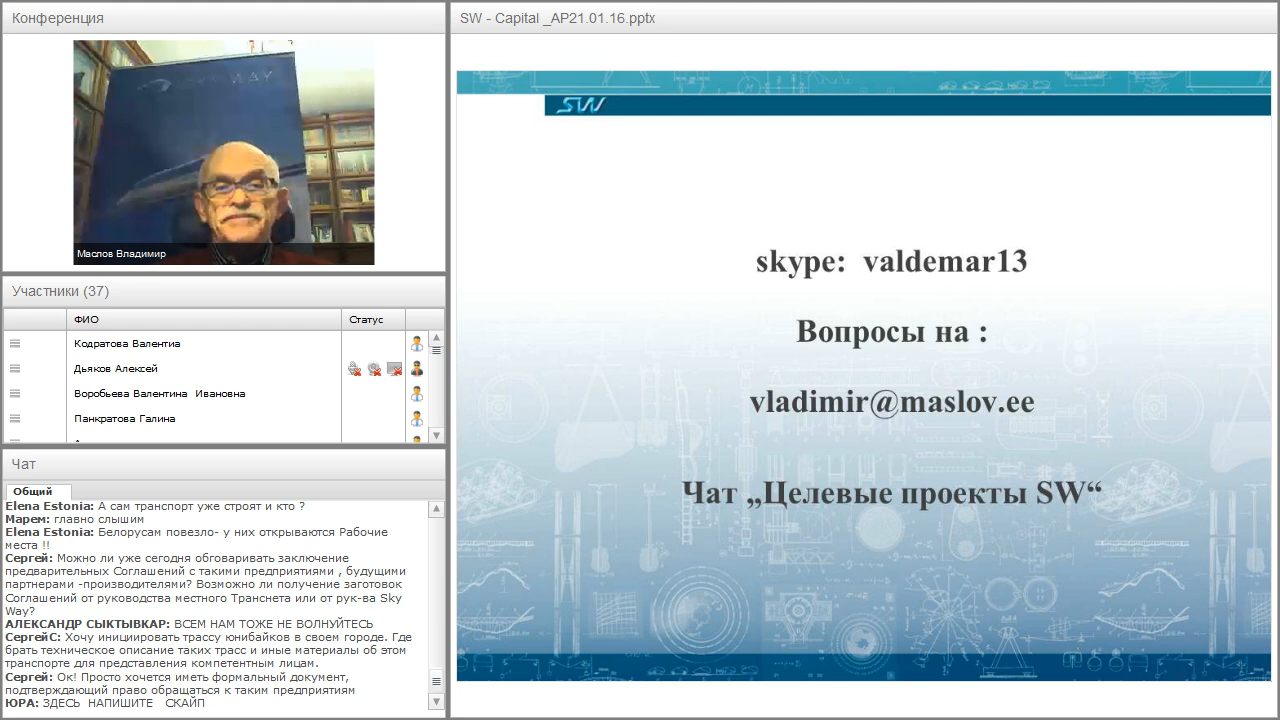 Конференция
SW - Capital _AP21.01.16.pptx
Маслов Владимир
Участники (37)
ФИО
Статус
Кодратова Валентиа
Дьяков Алексей
Воробьева Валентина Ивановна
Панкратова Галина
Чат
Общий
Elena Estonia: А сам транспорт уже строят и кто ?
Марем: главно слышим
Elena Estonia: Белорусам повезло- у них открываются Рабочие
места !!
Сергей: Можно ли уже сегодня обговаривать заключение
предварительных Соглашений с такими предприятиями , будущими
партнерами -производителями? Возможно ли получение заготовок
Соглашений от руководства местного Транснета или от рук-ва Sky
Way?
АЛЕКСАНДР СЫКТЫВКАР: ВСЕМ НАМ ТОЖЕ НЕ ВОЛНУЙТЕСЬ
СергейС: Хочу инициировать трассу юнибайков в своем городе. Где
брать техническое описание таких трасс и иные материалы об этом
транспорте для представления компетентным лицам.
Сергей: Ок! Просто хочется иметь формальный документ,
подтверждающий право обращаться к таким предприятиям
ЮРА: ЗДЕСЬ НАПИШИТЕ СКАЙП
SW
skype: valdemar13
Вопросы на :
vladimir@maslov.ee
Чат „Целевые проекты SW“